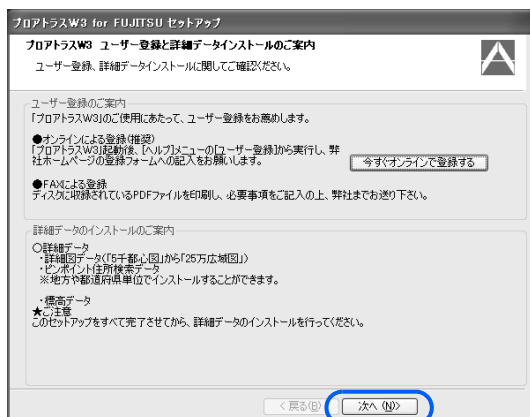 プロアトラスW3 for FUJITSU セットアップ
プロアトラスW3 ユーザー登録と詳細データインストールのご案内
ユーザー登録、詳細データインストールに関してご確認ください。
ユーザー登録のご案内
「プロアトラスW3」のご使用にあたって、ユーザー登録をお薦めします。
●オンラインによる登録(推奨)
「プロアトラスW3」起動後、[ヘルプ]メニューの[ユーザー登録]から実行し、弊
社ホームページの登録フォームへの記入をお願いします。
今すぐオンラインで登録する
●FAXによる登録
ディスクに収録されているPDFファイルを印刷し、必要事項をご記入の上、弊社までお送り下さい。
詳細データのインストールのご案内
○詳細データ
・詳細図データ(「5千都心図」から「25万広域図」)
・ピンポイント住所検索データ
※地方や都道府県単位でインストールすることができます。
・標高データ
★ご注意
このセットアップをすべて完了させてから、詳細データのインストールを行ってください。
< 戻る(B)
次へ (N)>